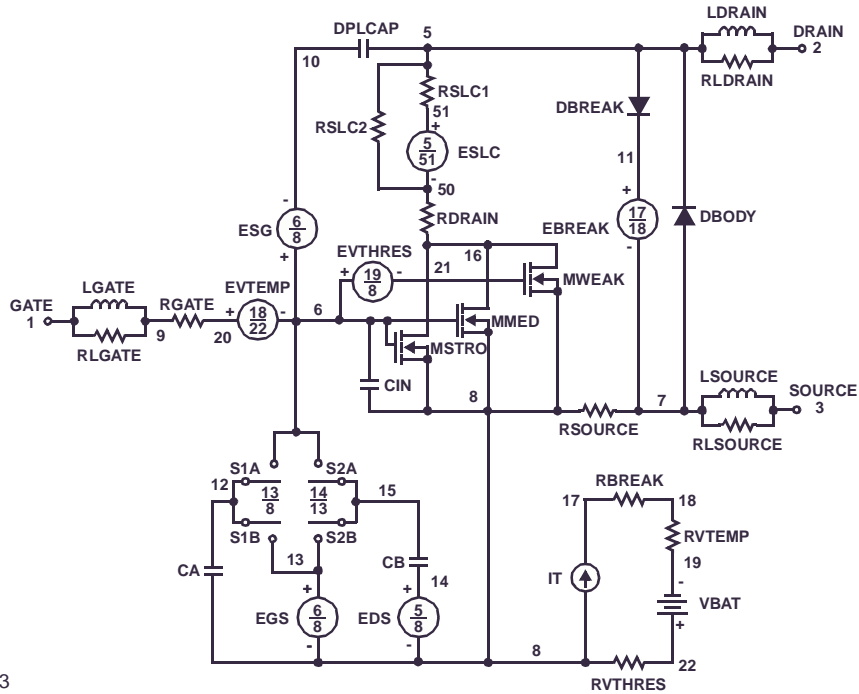 LDRAIN
DPLCAP 5 DRAIN
10 2
RLDRAIN
RSLC1
51
DBREAK
RSLC2 +
5
51
ESLC
11
-
50
- +
RDRAIN
6
8
ESG
17
18
EBREAK
DBODY
+
EVTHRES
16
-
+ 19
8
- 21
MWEAK
LGATE EVTEMP
GATE RGATE + 18
22
- 6
1
MMED
9 20
MSTRO
RLGATE
LSOURCE
CIN
8 7 SOURCE
3
RSOURCE
RLSOURCE
S1A S2A
12 13
8
14
13
15
RBREAK
17 18
S1B S2B
RVTEMP
13 CB
CA 14
IT
19
-
+ +
VBAT
EGS 6
8
EDS 5
8
+
- - 8
22
RVTHRES
3